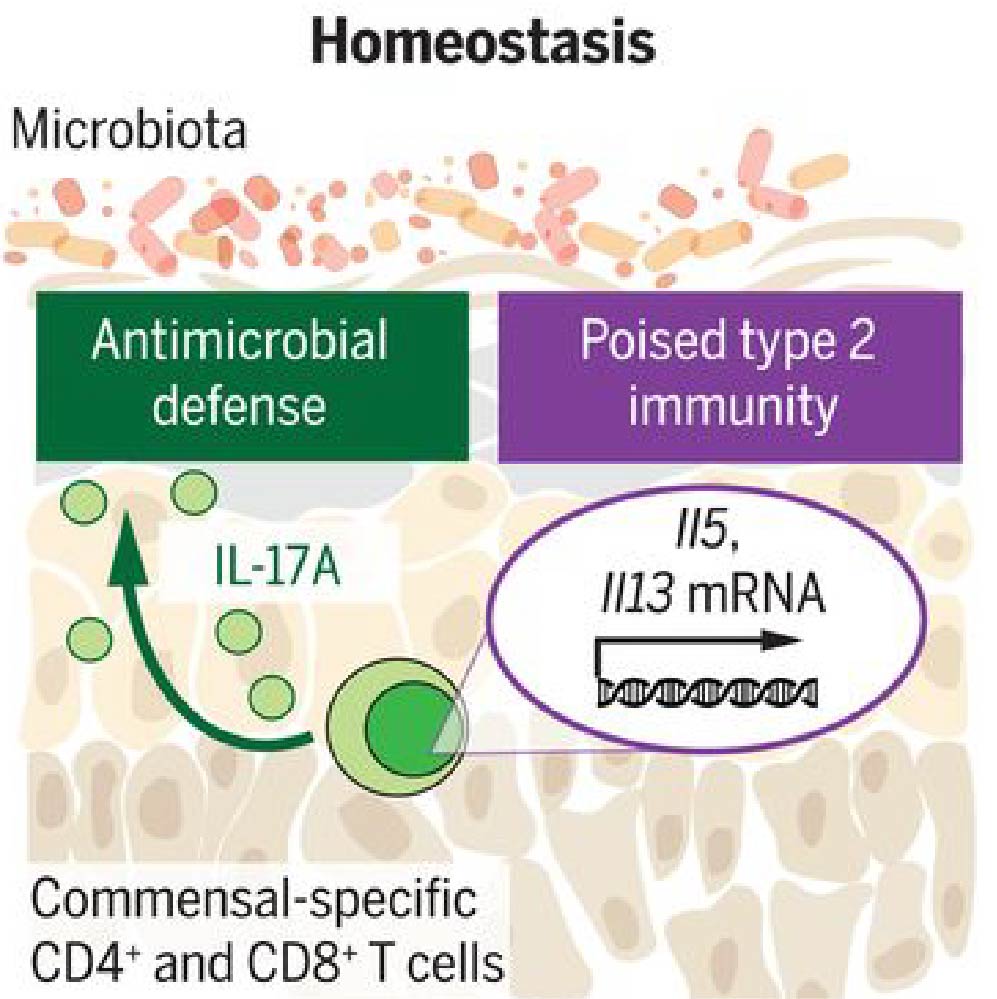 Homeostasis
Microbiota
Antimicrobial
defense
Poised type 2
immunity
IL-17A
Il5,
Il13 mRNA
Commensal-specific
CD4⁺ and CD8⁺ T cells